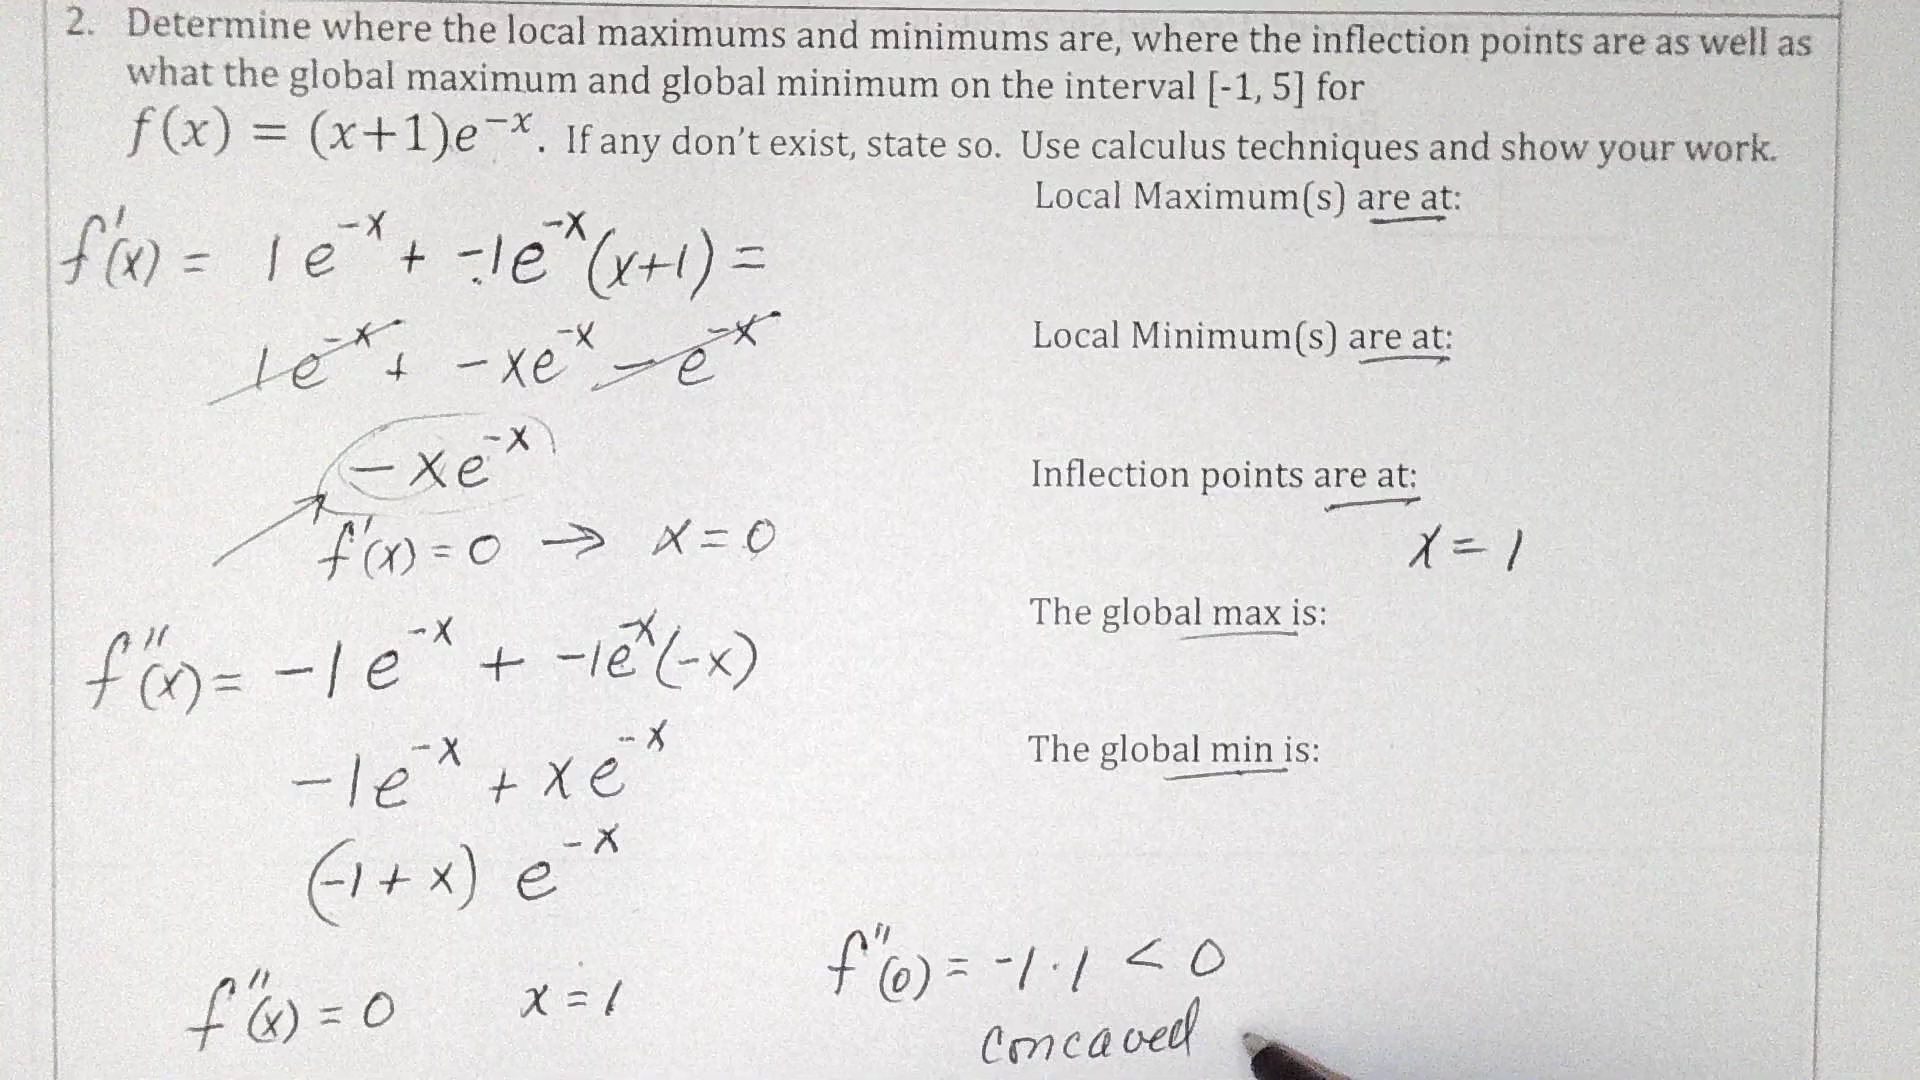 2. Determine where the local maximums and minimums are, where the inflection points are as well as
what the global maximum and global minimum on the interval [-1, 5] for
f(x) = (x+1)e^{-x}. If any don't exist, state so. Use calculus techniques and show your work.
Local Maximum(s) are at:
f'(x) = 1e^{-x} + -1e^{-x}(x+1) =
1e^{-x} + -xe^{-x} - e^{-x}
Local Minimum(s) are at:
-xe^{-x}
Inflection points are at:
f'(x) = 0 → x = 0
x = 1
The global max is:
f''(x) = -1e^{-x} + -1e^{-x}(-x)
-1e^{-x} + xe^{-x}
The global min is:
(-1+x) e^{-x}
f''(0) = -1·1 < 0
f''(x) = 0 x = 1
concaved